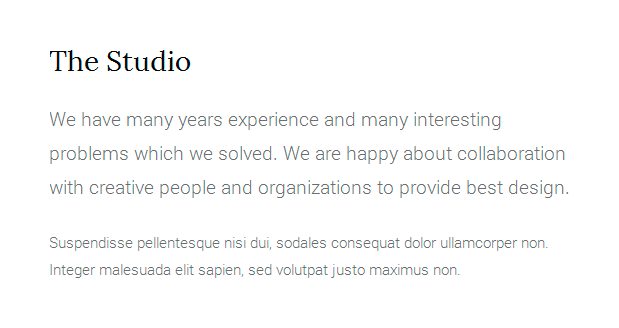 The Studio
We have many years experience and many interesting
problems which we solved. We are happy about collaboration
with creative people and organizations to provide best design.
Suspendisse pellentesque nisi dui, sodales consequat dolor ullamcorper non.
Integer malesuada elit sapien, sed volutpat justo maximus non.